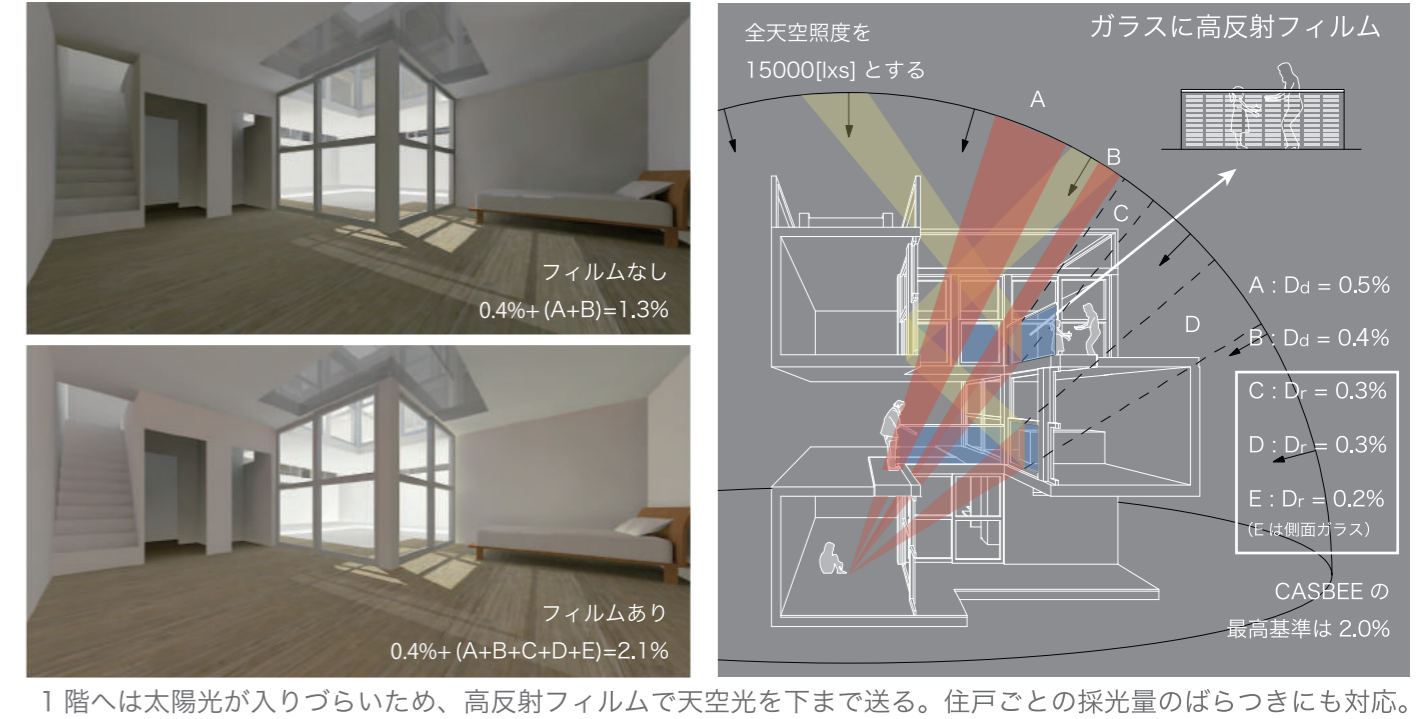 フィルムなし
0.4%+ (A+B)=1.3%
フィルムあり
0.4%+ (A+B+C+D+E)=2.1%
全天空照度を
15000[lxs] とする
ガラスに高反射フィルム
A
B
C
D
A : Dd = 0.5%
B : Dd = 0.4%
C : Dr = 0.3%
D : Dr = 0.3%
E : Dr = 0.2%
(E は側面ガラス)
CASBEE の
最高基準は 2.0%
1 階へは太陽光が入りづらいため、高反射フィルムで天空光を下まで送る。住戸ごとの採光量のばらつきにも対応。